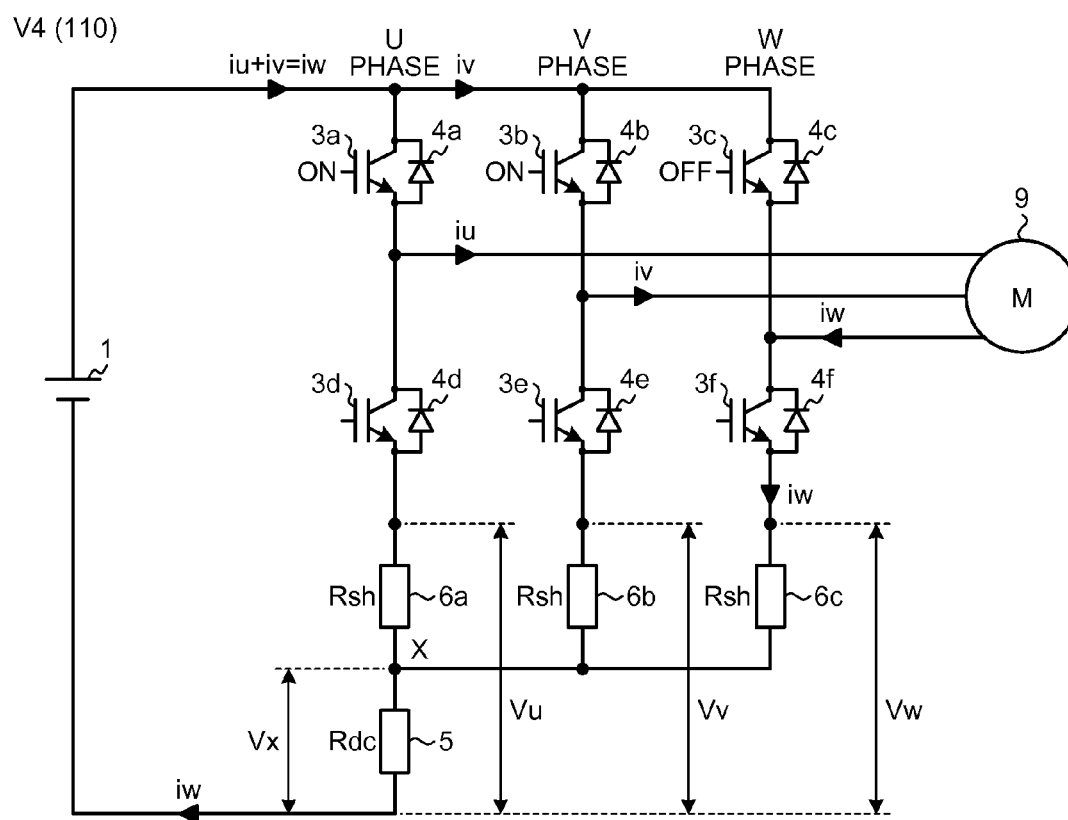 V4 (110)
U
PHASE
V
PHASE
W
PHASE
iu+iv=iw
iv
3a
4a
3b
4b
3c
4c
ON
ON
OFF
9
iu
iv
M
iw
1
3d
4d
3e
4e
3f
4f
iw
Rsh
6a
Rsh
6b
Rsh
6c
X
Vu
Vv
Vw
Vx
Rdc
5
iw